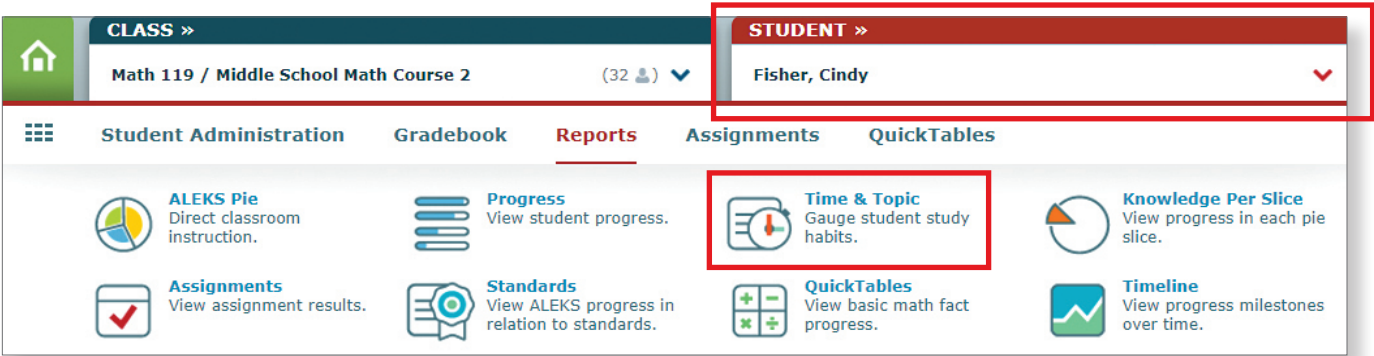 CLASS »
STUDENT »
Math 119 / Middle School Math Course 2 (32 )
Fisher, Cindy
Student Administration Gradebook Reports Assignments QuickTables
ALEKS Pie
Direct classroom
instruction.
Progress
View student progress.
Time & Topic
Gauge student study
habits.
Knowledge Per Slice
View progress in each pie
slice.
Assignments
View assignment results.
Standards
View ALEKS progress in
relation to standards.
QuickTables
View basic math fact
progress.
Timeline
View progress milestones
over time.